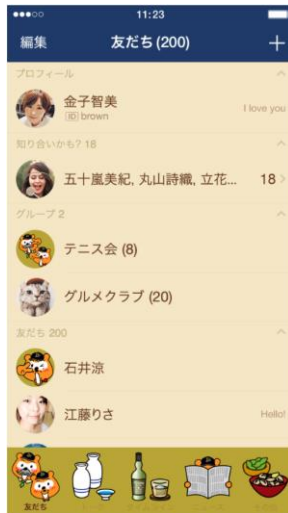 11:23
編集
友だち (200)
プロフィール
金子智美
ID brown
I love you
知り合いかも? 18
五十嵐美紀, 丸山詩織, 立花...
18
グループ 2
テニス会 (8)
グルメクラブ (20)
友だち 200
石井涼
江藤りさ
Hello!
友だち